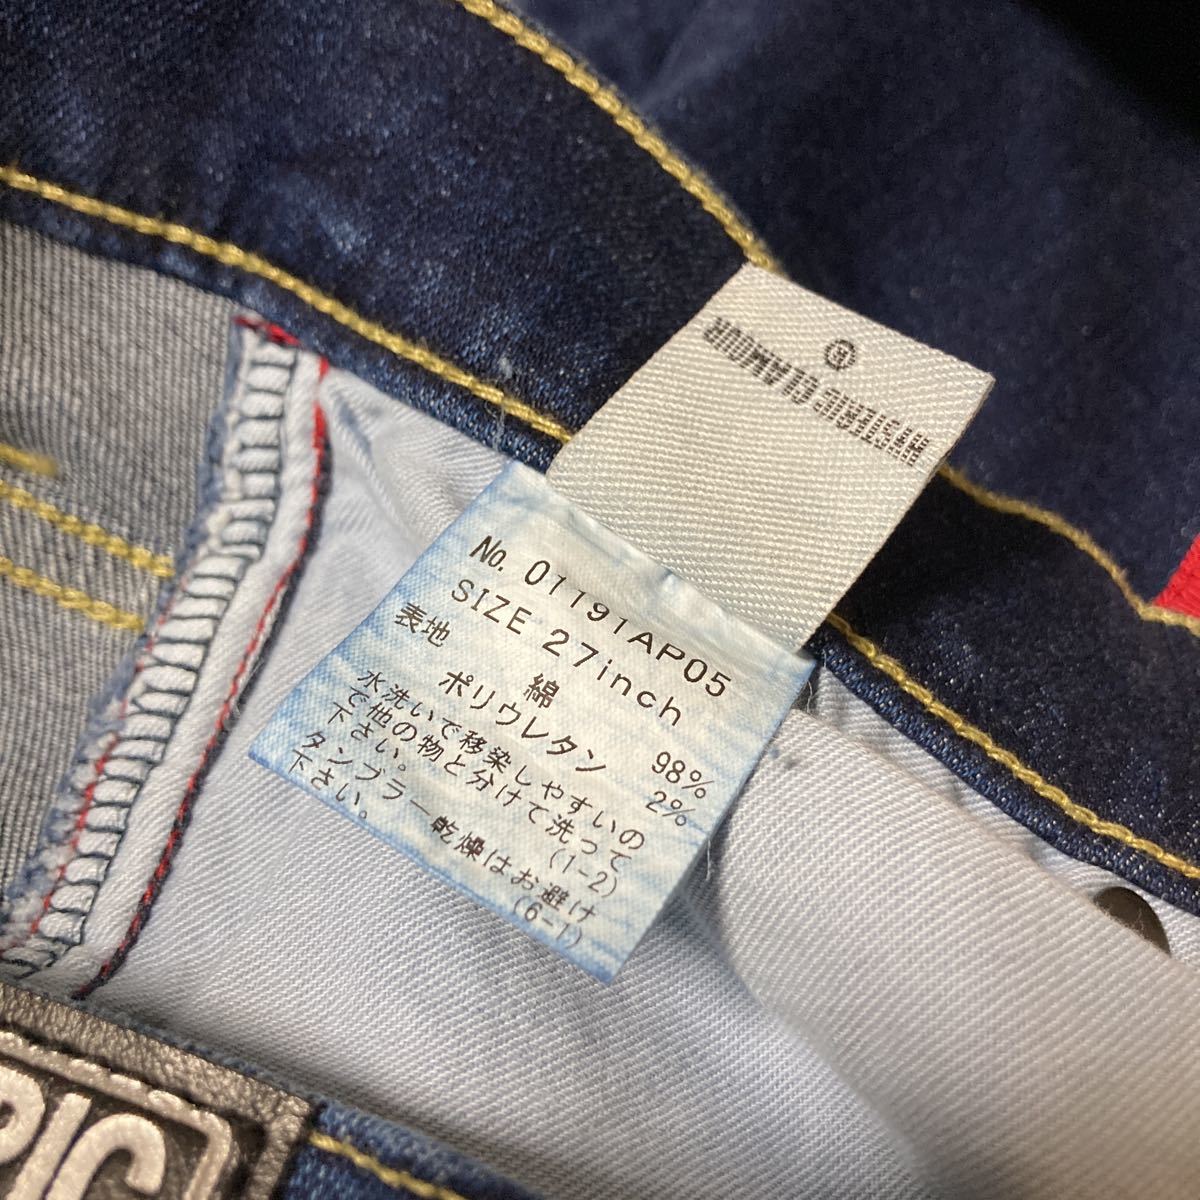 HYSTERIC GLAMOUR
®
No. 01191AP05
SIZE 27inch
表地 綿 98%
ポリウレタン 2%
水洗いで移染しやすいの
で他の物と分けて洗って
下さい。 (1-2)
タンブラー乾燥はお避け
下さい。 (6-1)
RIC